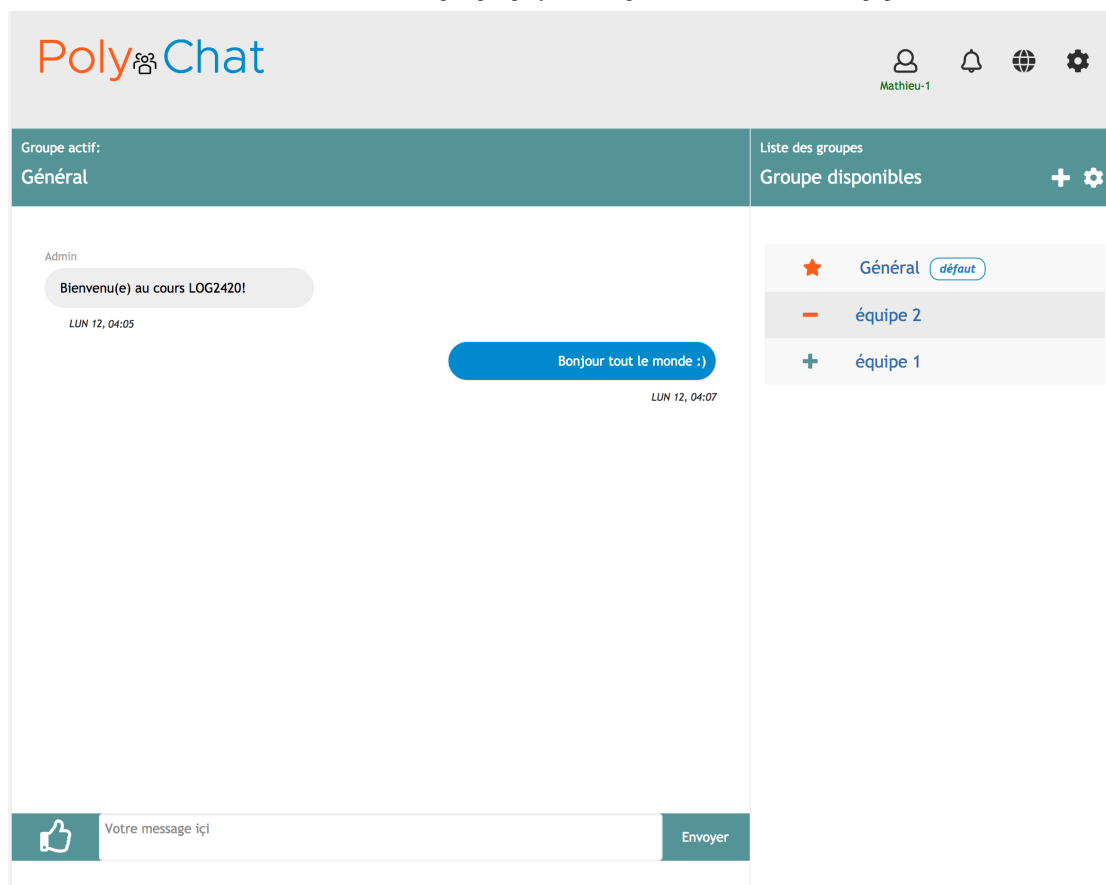 Poly Chat
Mathieu-1
Groupe actif:
Général
Liste des groupes
Groupe disponibles
Admin
Bienvenu(e) au cours LOG2420!
LUN 12, 04:05
Bonjour tout le monde :)
LUN 12, 04:07
Général défaut
équipe 2
équipe 1
Votre message içi
Envoyer